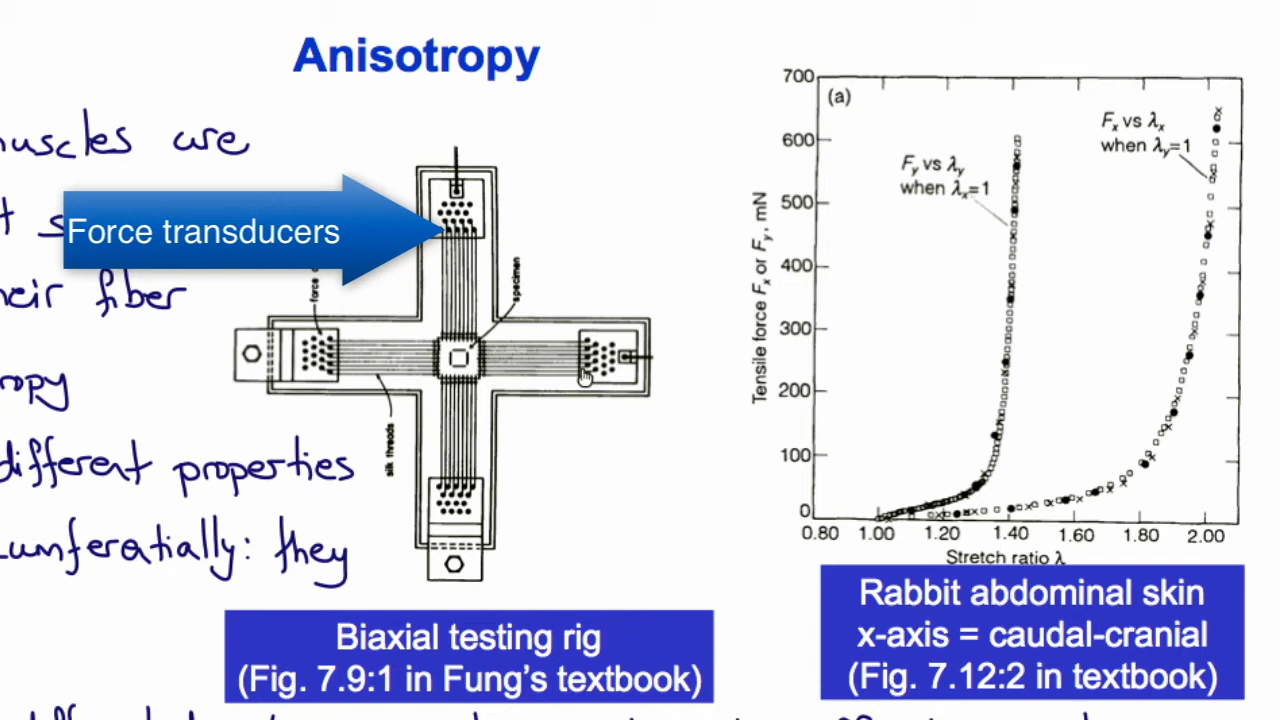 Anisotropy
muscles are
Force transducers
their fiber
different properties
they
force
specimen
silk threads
Biaxial testing rig
(Fig. 7.9:1 in Fung's textbook)
(a)
Tensile force Fx or Fy, mN
700
600
500
400
300
200
100
0
Fy vs λy
when λx=1
Fx vs λx
when λy=1
0.80 1.00 1.20 1.40 1.60 1.80 2.00
Stretch ratio λ
Rabbit abdominal skin
x-axis = caudal-cranial
(Fig. 7.12:2 in textbook)